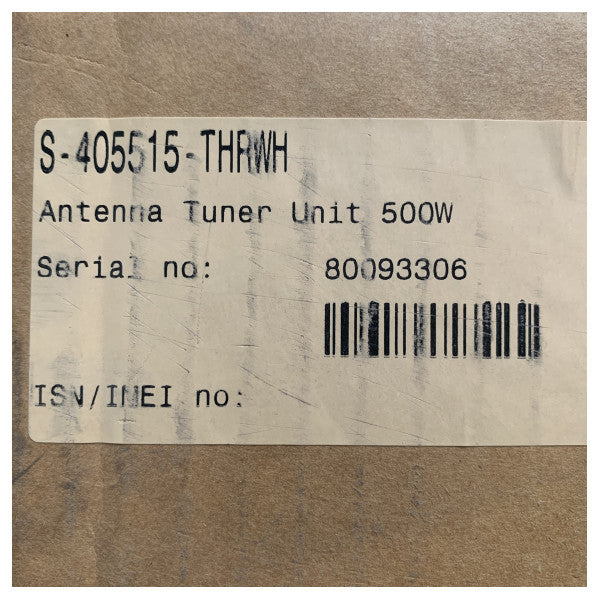 S-405515-THRWH
Antenna Tuner Unit 500W
Serial no: 80093306
ISN/IMEI no: